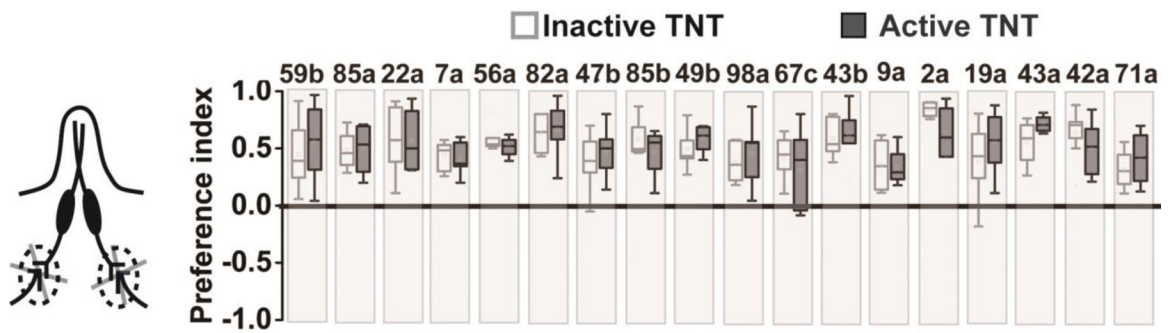 Inactive TNT Active TNT
59b 85a 22a 7a 56a 82a 47b 85b 49b 98a 67c 43b 9a 2a 19a 43a 42a 71a
Preference index
1.0
0.5
0.0
-0.5
-1.0